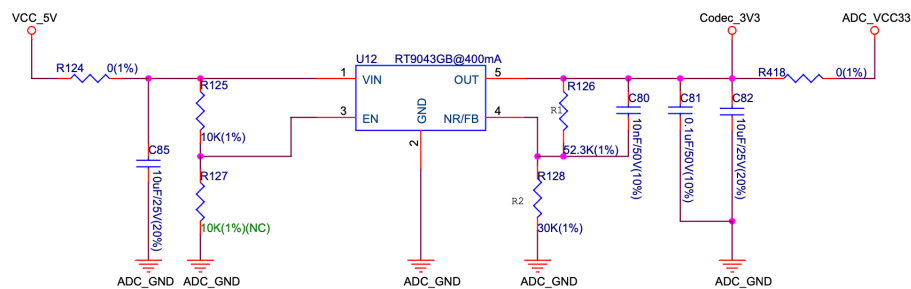 VCC_5V
Codec_3V3
ADC_VCC33
R124
0(1%)
U12
RT9043GB@400mA
R418
0(1%)
1
VIN
OUT
5
R125
R126
C80
C81
C82
3
EN
GND
NR/FB
4
R1
10K(1%)
2
52.3K(1%)
10nF/50V(10%)
0.1uF/50V(10%)
10uF/25V(20%)
C85
10uF/25V(20%)
R127
R128
R2
10K(1%)(NC)
30K(1%)
ADC_GND
ADC_GND
ADC_GND
ADC_GND
ADC_GND